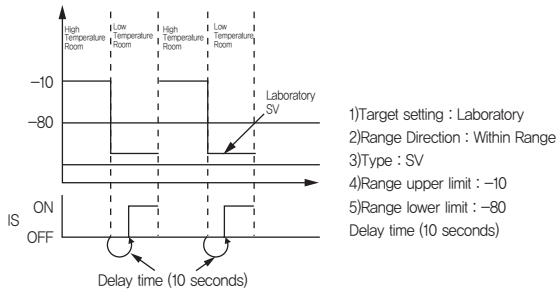 High
Temperature
Room
Low
Temperature
Room
High
Temperature
Room
Low
Temperature
Room
−10
−80
Laboratory
SV
IS
ON
OFF
Delay time (10 seconds)
1)Target setting : Laboratory
2)Range Direction : Within Range
3)Type : SV
4)Range upper limit : −10
5)Range lower limit : −80
Delay time (10 seconds)